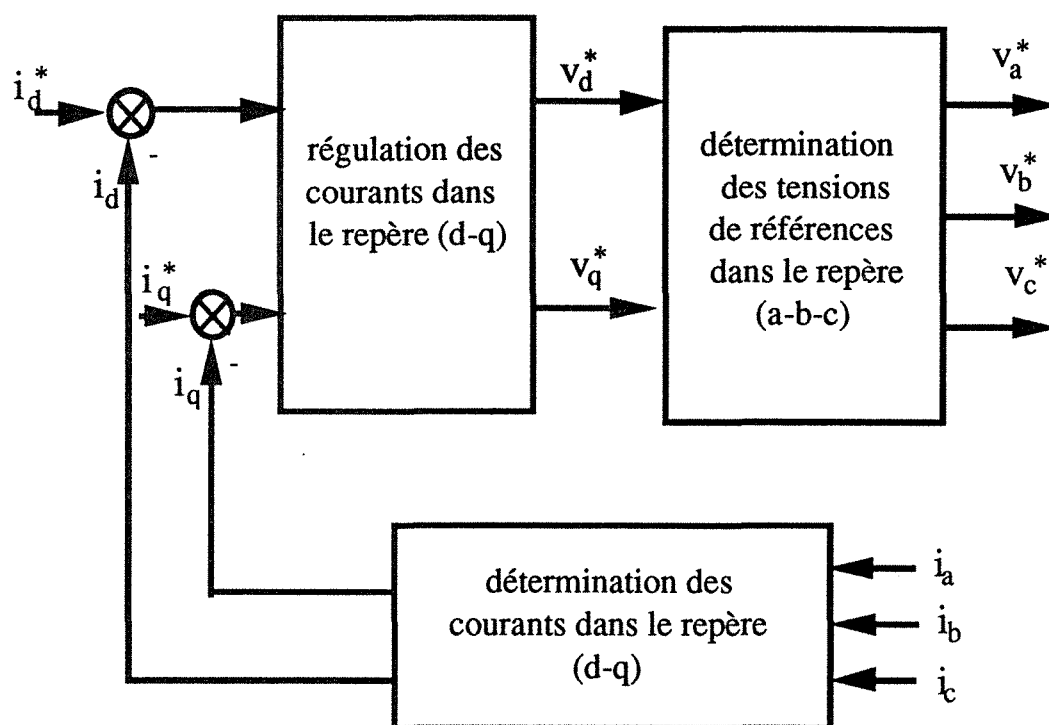 i_d^*
i_d
-
i_q^*
i_q
-
régulation des
courants dans
le repère (d-q)
v_d^*
v_q^*
détermination
des tensions
de références
dans le repère
(a-b-c)
v_a^*
v_b^*
v_c^*
détermination des
courants dans le repère
(d-q)
i_a
i_b
i_c